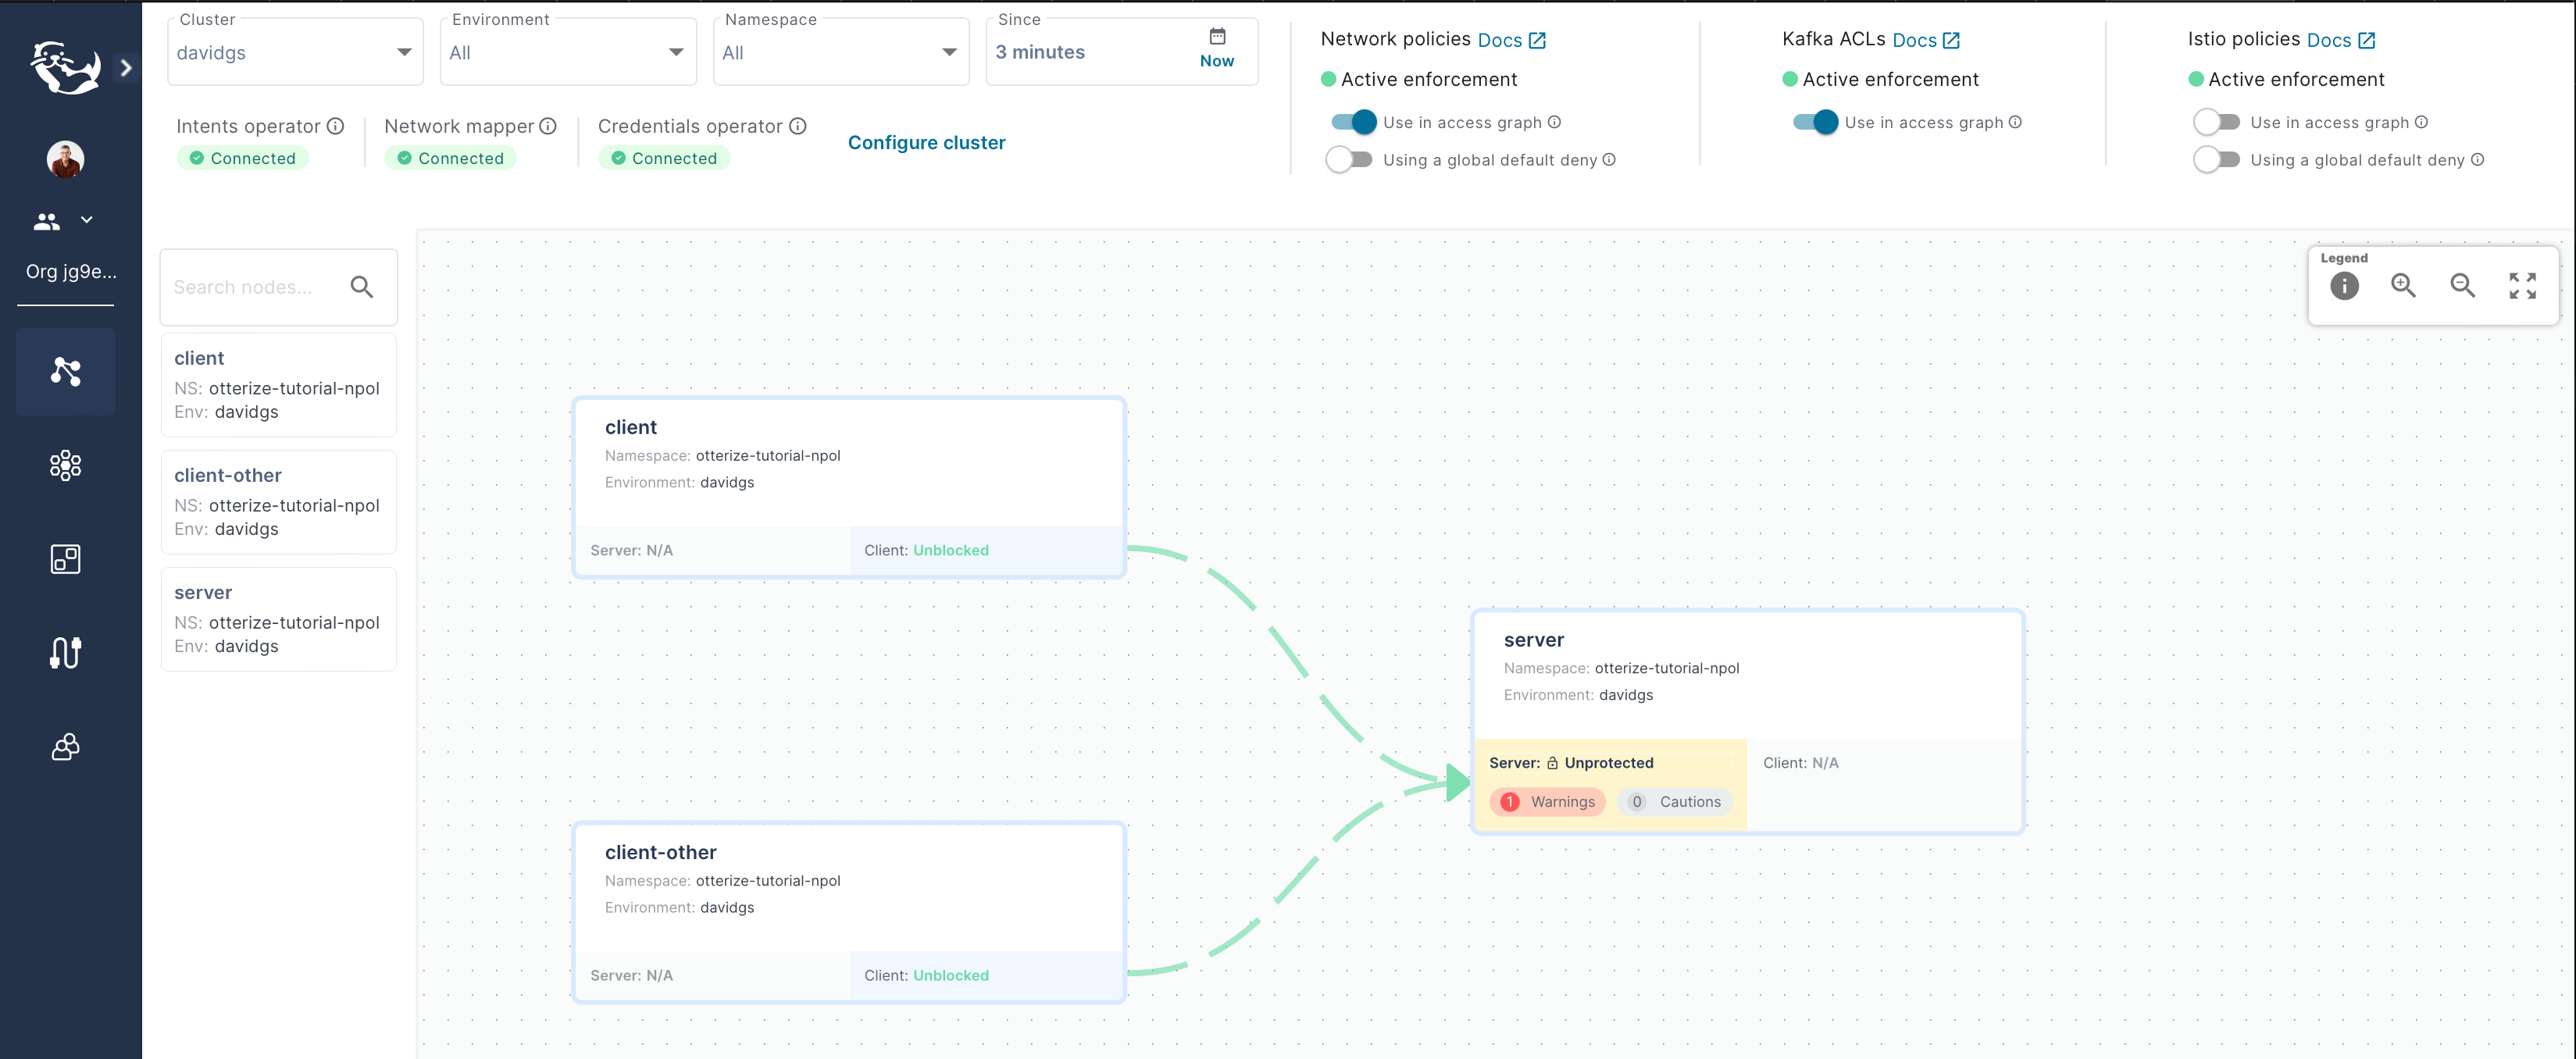 Cluster
davidgs
Environment
All
Namespace
All
Since
3 minutes
Now
Intents operator
Connected
Network mapper
Connected
Credentials operator
Connected
Configure cluster
Network policies Docs
Active enforcement
Use in access graph
Using a global default deny
Kafka ACLs Docs
Active enforcement
Use in access graph
Istio policies Docs
Active enforcement
Use in access graph
Using a global default deny
Org jg9e...
Search nodes...
client
NS: otterize-tutorial-npol
Env: davidgs
client-other
NS: otterize-tutorial-npol
Env: davidgs
server
NS: otterize-tutorial-npol
Env: davidgs
Legend
client
Namespace: otterize-tutorial-npol
Environment: davidgs
Server: N/A
Client: Unblocked
server
Namespace: otterize-tutorial-npol
Environment: davidgs
Server: Unprotected
1 Warnings
0 Cautions
Client: N/A
client-other
Namespace: otterize-tutorial-npol
Environment: davidgs
Server: N/A
Client: Unblocked